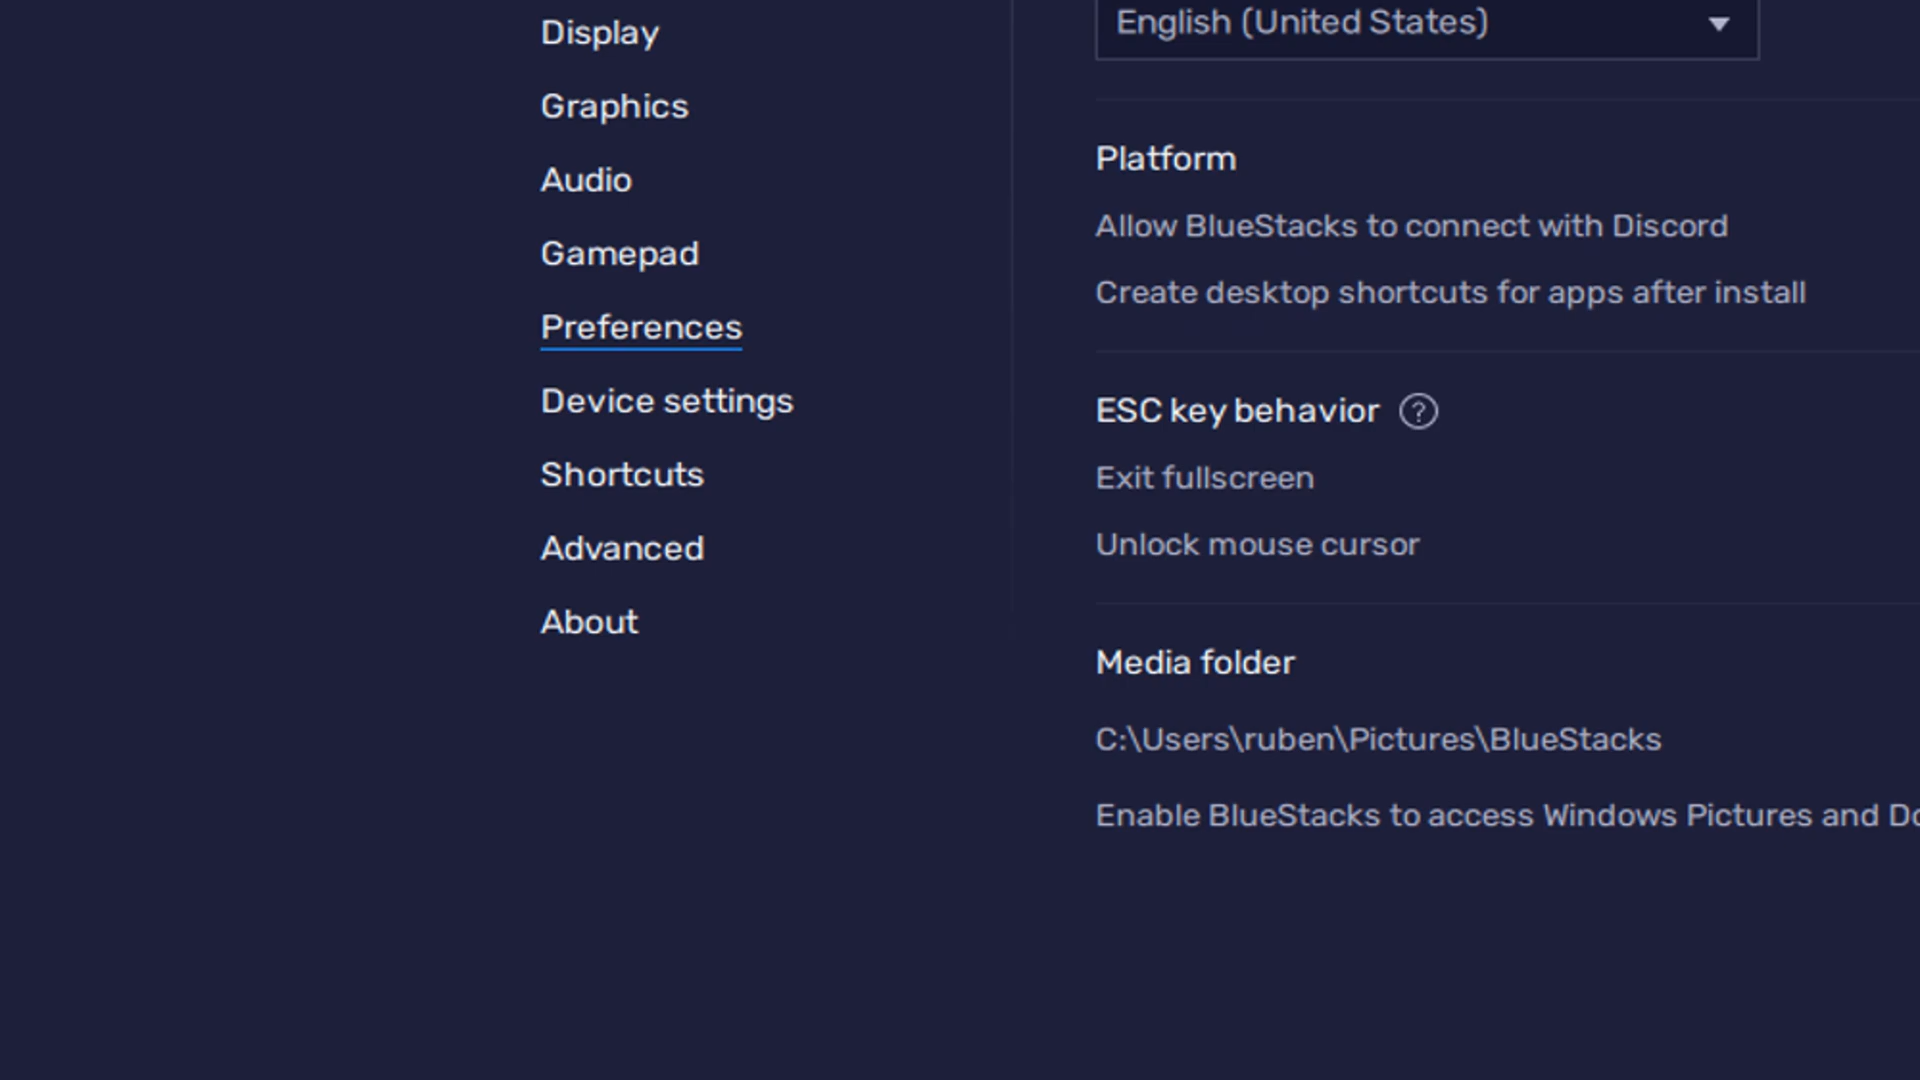 Display
Graphics
Audio
Gamepad
Preferences
Device settings
Shortcuts
Advanced
About
English (United States)
Platform
Allow BlueStacks to connect with Discord
Create desktop shortcuts for apps after install
ESC key behavior ?
Exit fullscreen
Unlock mouse cursor
Media folder
C:\Users\ruben\Pictures\BlueStacks
Enable BlueStacks to access Windows Pictures and